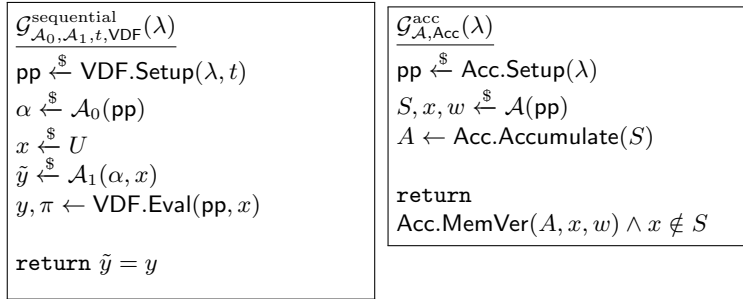 𝒢^sequential_{𝒜₀,𝒜₁,t,VDF}(λ)
pp ←$ VDF.Setup(λ, t)
α ←$ 𝒜₀(pp)
x ←$ U
ỹ ←$ 𝒜₁(α, x)
y, π ← VDF.Eval(pp, x)
return ỹ = y
𝒢^acc_{𝒜,Acc}(λ)
pp ←$ Acc.Setup(λ)
S, x, w ←$ 𝒜(pp)
A ← Acc.Accumulate(S)
return
Acc.MemVer(A, x, w) ∧ x ∉ S